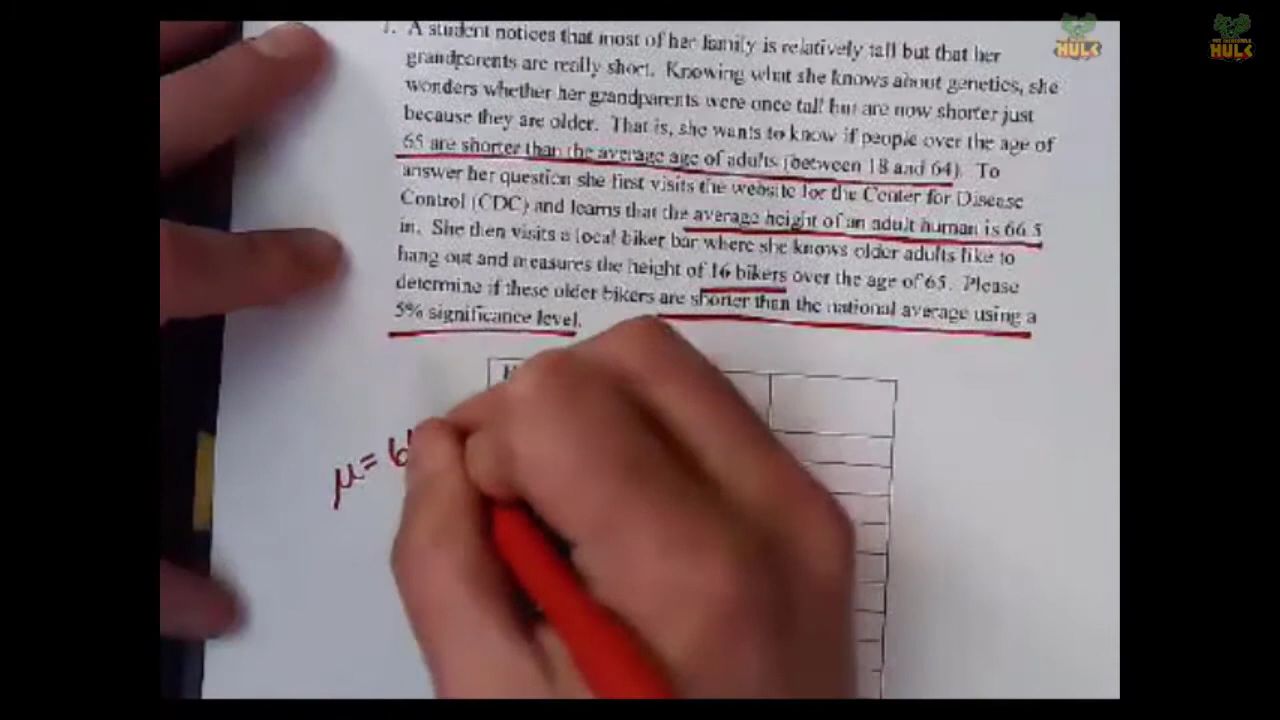 1. A student notices that most of her family is relatively tall but that her
grandparents are really short. Knowing what she knows about genetics, she
wonders whether her grandparents were once tall but are now shorter just
because they are older. That is, she wants to know if people over the age of
65 are shorter than the average age of adults (between 18 and 64). To
answer her question she first visits the website for the Center for Disease
Control (CDC) and learns that the average height of an adult human is 66.5
in. She then visits a local biker bar where she knows older adults like to
hang out and measures the height of 16 bikers over the age of 65. Please
determine if these older bikers are shorter than the national average using a
5% significance level.
μ = 6
HULK
HULK